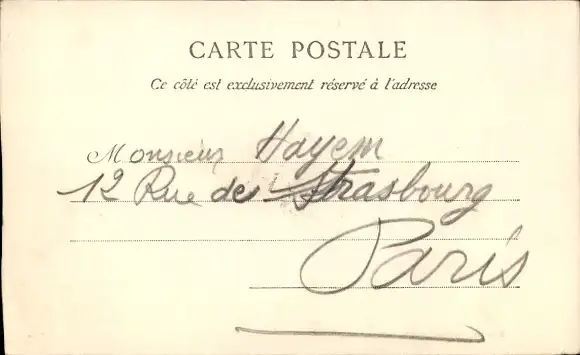 CARTE POSTALE
Ce côté est exclusivement réservé à l'adresse
Monsieur Hayem
12 Rue de Strasbourg
Paris